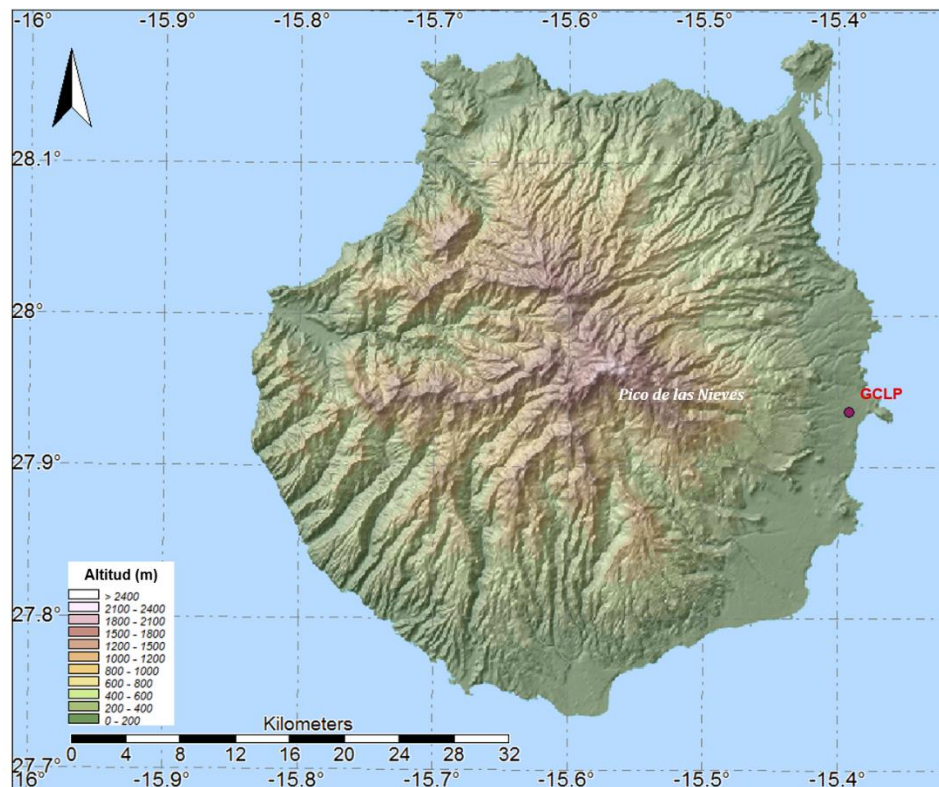 -16° -15.9° -15.8° -15.7° -15.6° -15.5° -15.4°
28.1°
28°
Pico de las Nieves
GCLP
27.9°
Altitud (m)
> 2400
2100 - 2400
1800 - 2100
1500 - 1800
1200 - 1500
1000 - 1200
800 - 1000
600 - 800
400 - 600
200 - 400
0 - 200
27.8°
Kilometers
0 4 8 12 16 20 24 28 32
27.7°
-16° -15.9° -15.8° -15.7° -15.6° -15.5° -15.4°